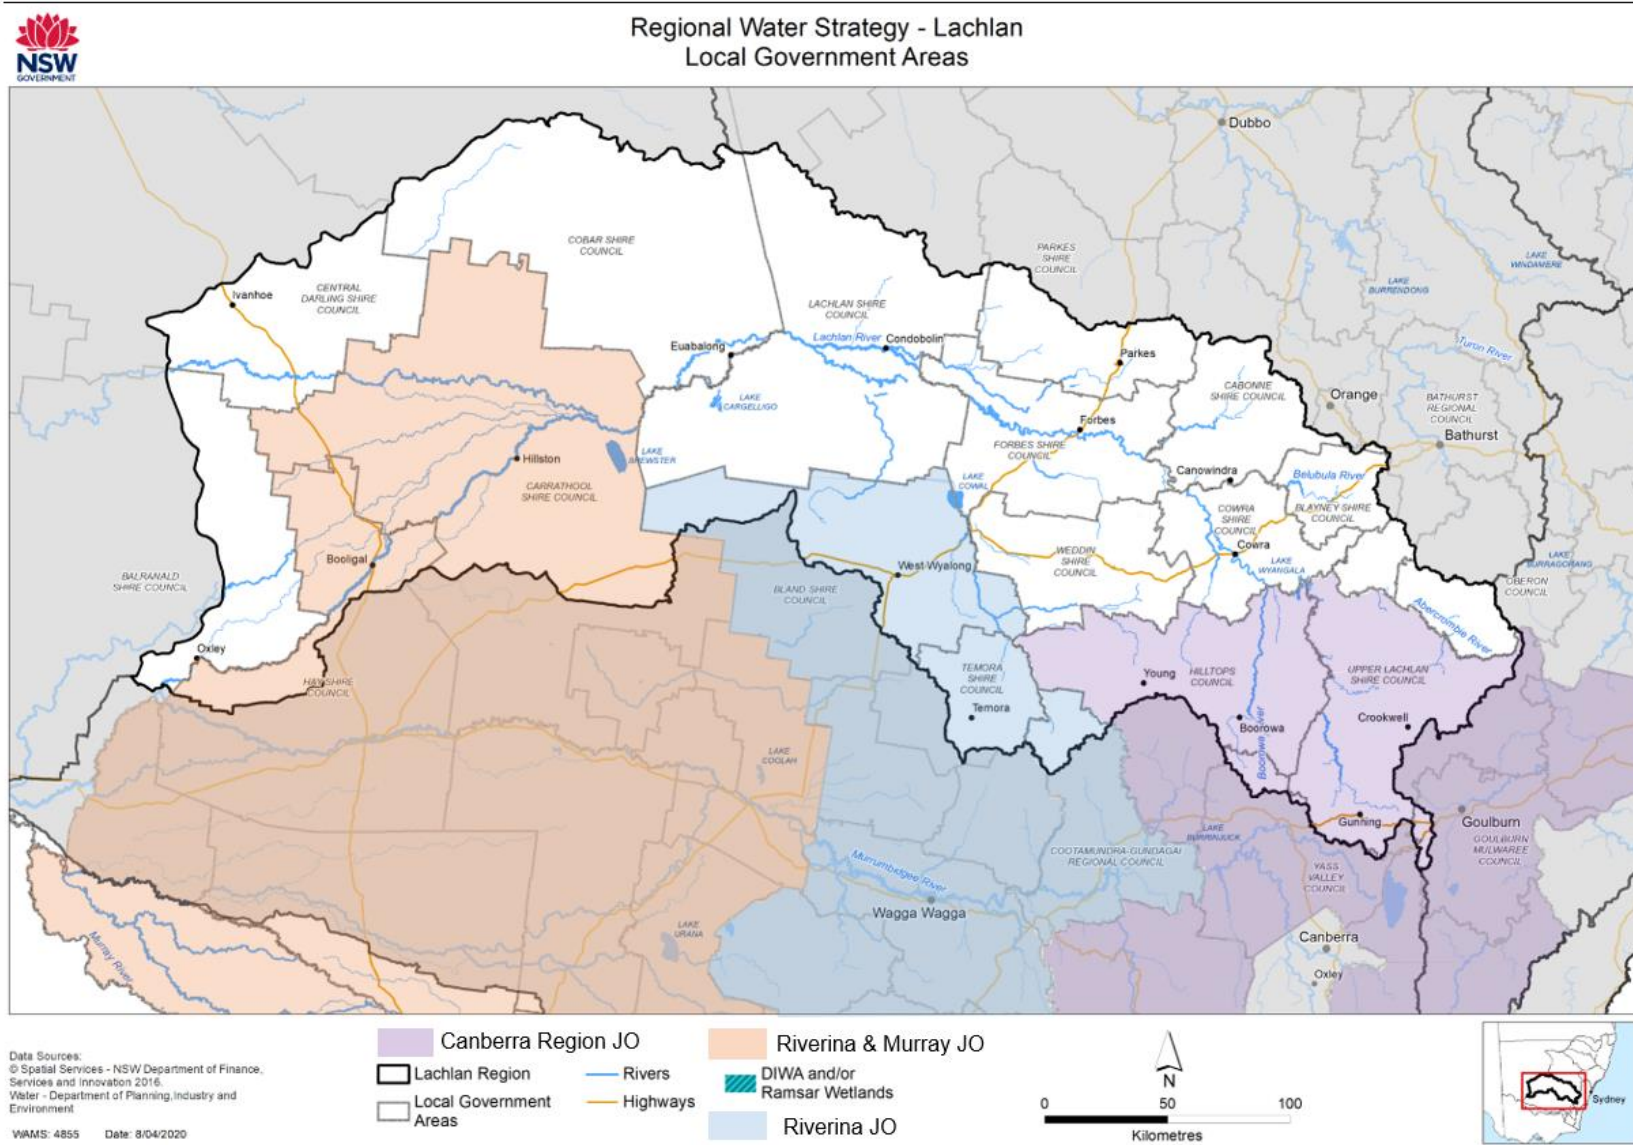 Regional Water Strategy - Lachlan
Local Government Areas
NSW
GOVERNMENT
Dubbo
COBAR SHIRE
COUNCIL
PARKES
SHIRE
COUNCIL
LAKE
WINDAMERE
LAKE
BURRENDONG
Ivanhoe
CENTRAL
DARLING SHIRE
COUNCIL
LACHLAN SHIRE
COUNCIL
Lachlan River
Condobolin
Euabalong
Parkes
Turon River
CABONNE
SHIRE COUNCIL
Orange
BATHURST
REGIONAL
COUNCIL
Bathurst
LAKE
CARGELLIGO
Forbes
FORBES SHIRE
COUNCIL
Hillston
LAKE
BREWSTER
CARRATHOOL
SHIRE COUNCIL
LAKE
COWAL
Canowindra
Belubula River
BLAYNEY SHIRE
COUNCIL
COWRA
SHIRE
COUNCIL
Cowra
WEDDIN
SHIRE
COUNCIL
LAKE
WYANGALA
LAKE
BURRAGORANG
OBERON
COUNCIL
Booligal
BALRANALD
SHIRE COUNCIL
West Wyalong
BLAND SHIRE
COUNCIL
Abercrombie River
Oxley
HAY SHIRE
COUNCIL
TEMORA
SHIRE
COUNCIL
Temora
Young
HILLTOPS
COUNCIL
UPPER LACHLAN
SHIRE COUNCIL
Crookwell
Boorowa
Boorowa River
LAKE
COOLAH
Gunning
Goulburn
GOULBURN
MULWAREE
COUNCIL
LAKE
BURRINJUCK
COOTAMUNDRA-GUNDAGAI
REGIONAL COUNCIL
YASS
VALLEY
COUNCIL
Murrumbidgee River
Wagga Wagga
LAKE
URANA
Murray River
Canberra
Oxley
Data Sources:
© Spatial Services - NSW Department of Finance,
Services and Innovation 2016.
Water - Department of Planning,Industry and
Environment
WAMS: 4855 Date: 8/04/2020
Canberra Region JO
Lachlan Region
Local Government
Areas
Rivers
Highways
Riverina & Murray JO
DIWA and/or
Ramsar Wetlands
Riverina JO
N
0 50 100
Kilometres
Sydney